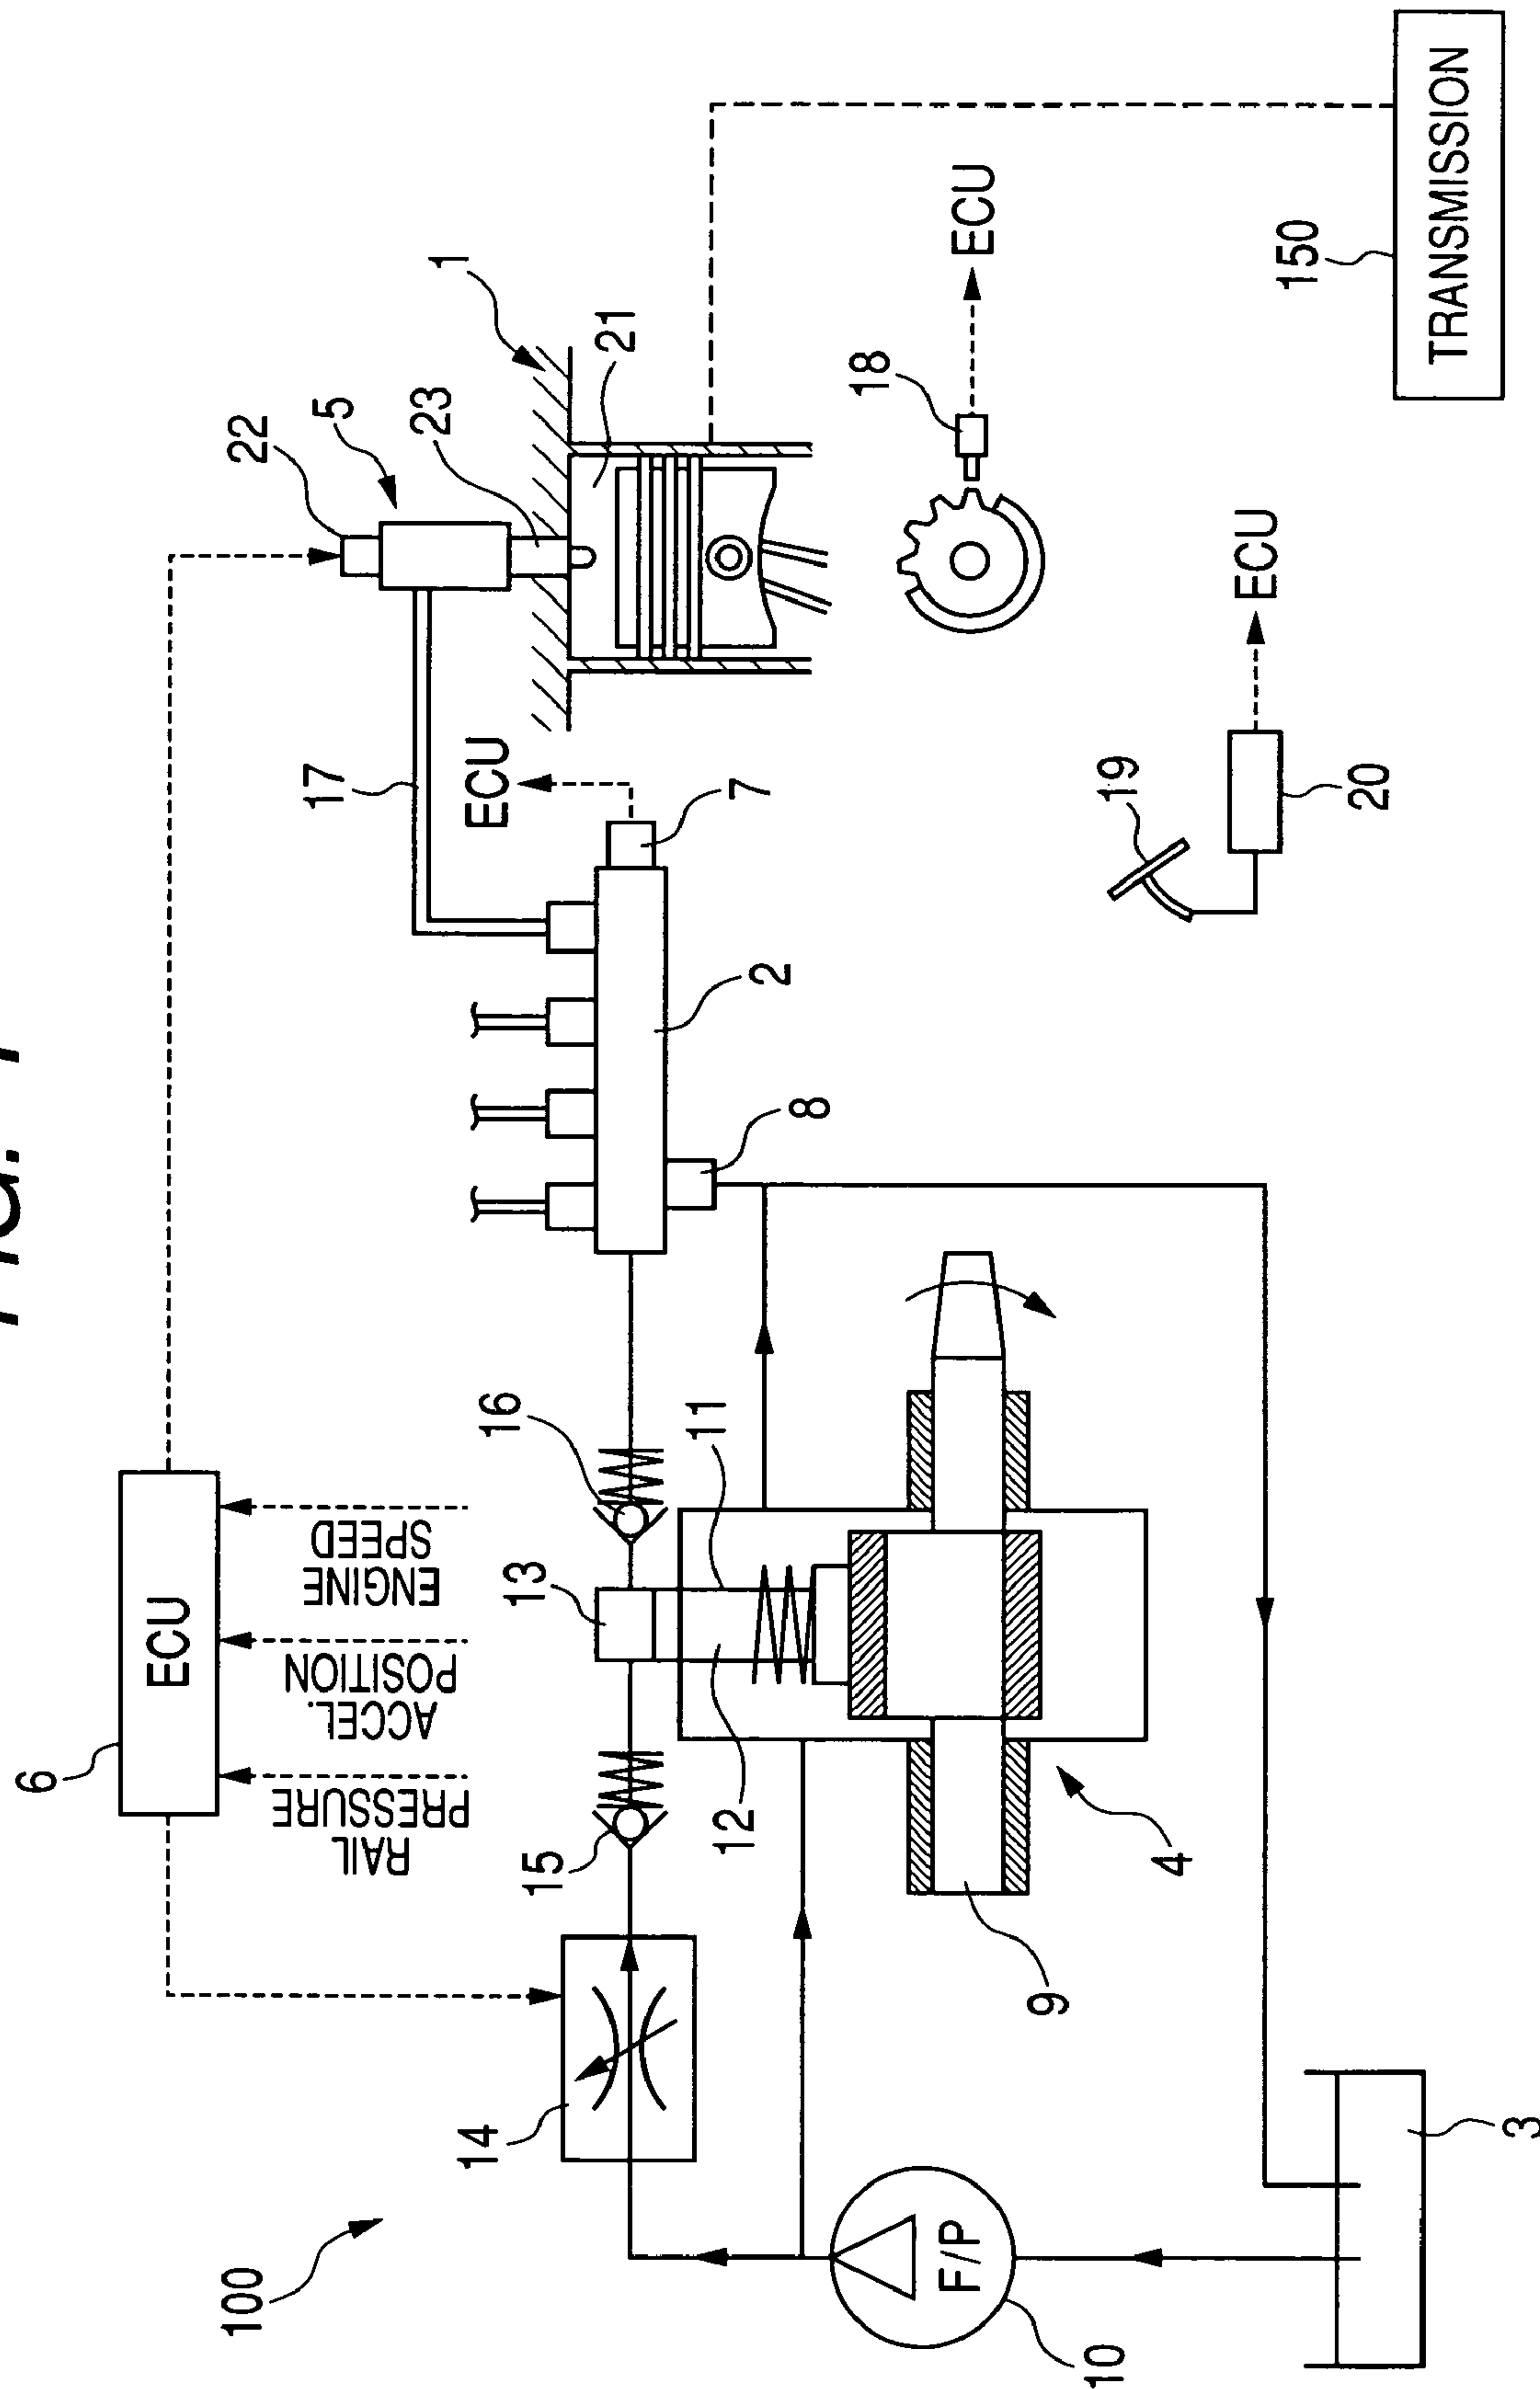 6
ECU
100
22
17
5
RAIL
PRESSURE
ACCEL.
POSITION
ENGINE
SPEED
23
1
14
ECU
16
13
15
21
11
12
7
2
8
18
ECU
F/P
9
10
19
4
ECU
150
20
TRANSMISSION
3